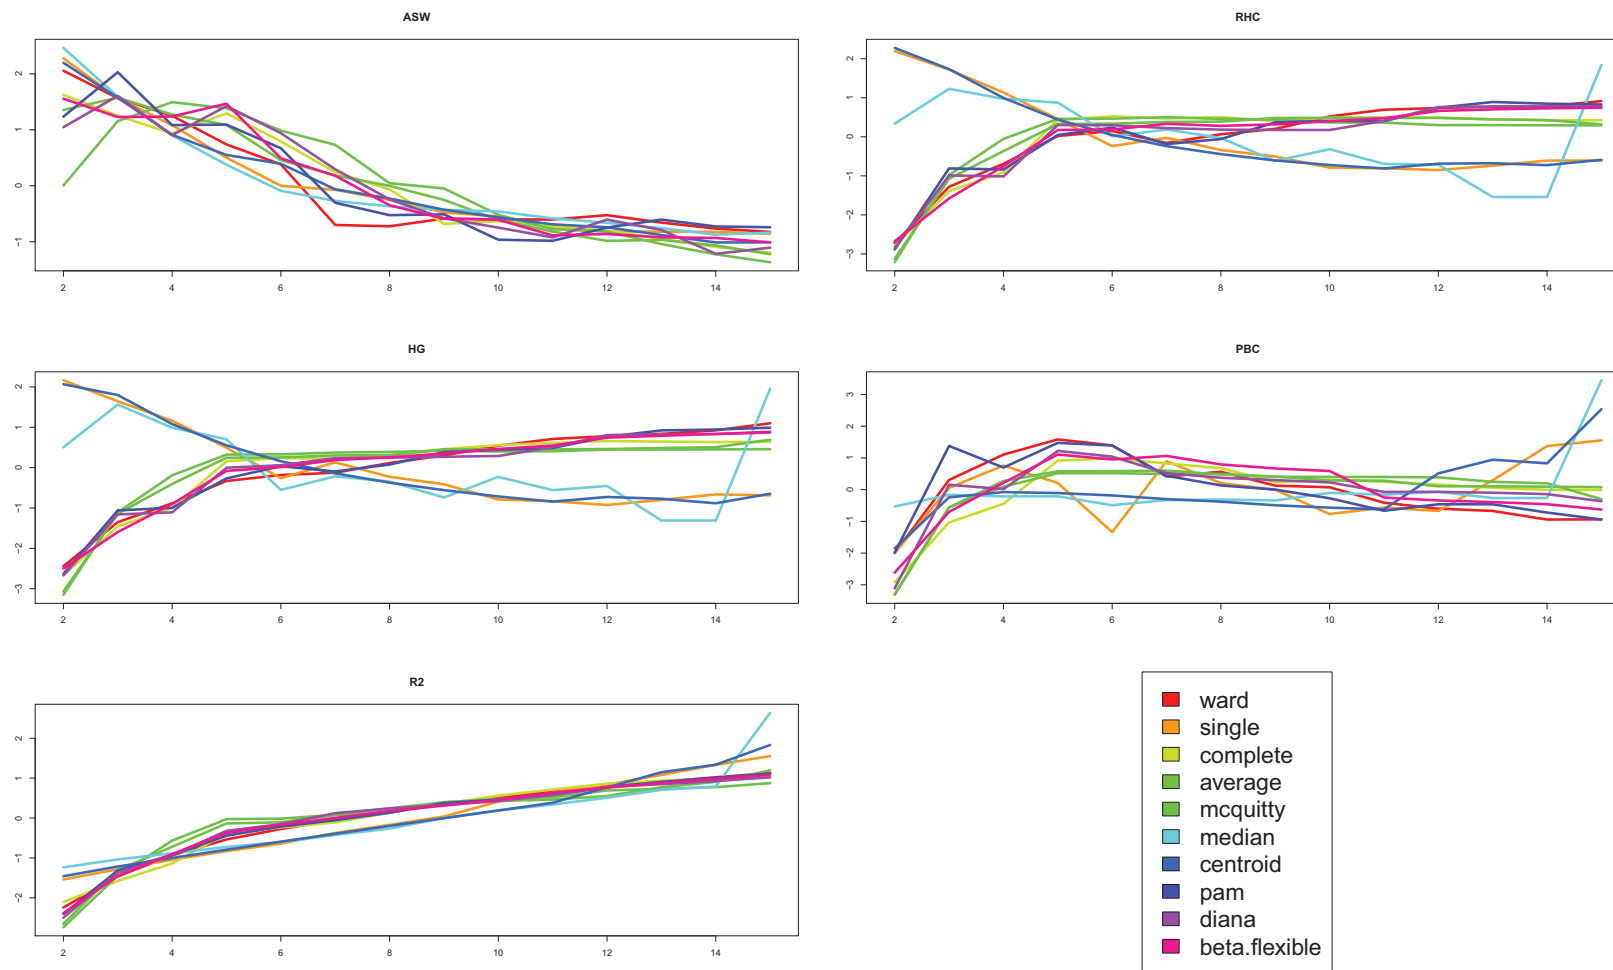 ASW
2
1
0
−1
2 4 6 8 10 12 14
RHC
2
1
0
−1
−2
−3
2 4 6 8 10 12 14
HG
2
1
0
−1
−2
−3
2 4 6 8 10 12 14
PBC
3
2
1
0
−1
−2
−3
2 4 6 8 10 12 14
R2
2
1
0
−1
−2
2 4 6 8 10 12 14
ward
single
complete
average
mcquitty
median
centroid
pam
diana
beta.flexible